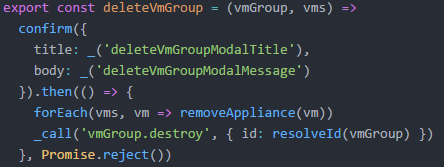 export const deleteVmGroup = (vmGroup, vms) =>
confirm({
title: _('deleteVmGroupModalTitle'),
body: _('deleteVmGroupModalMessage')
}).then(() => {
forEach(vms, vm => removeAppliance(vm))
_call('vmGroup.destroy', { id: resolveId(vmGroup) })
}, Promise.reject())